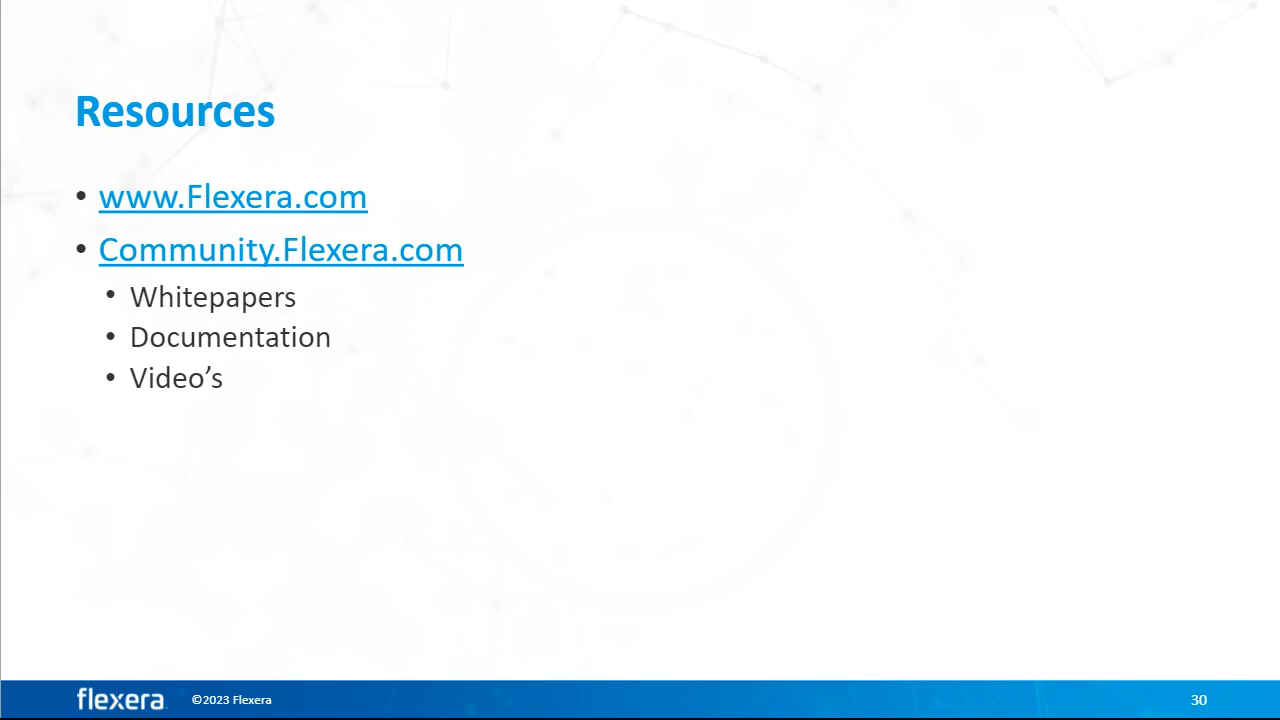 Resources
• www.Flexera.com
• Community.Flexera.com
• Whitepapers
• Documentation
• Video’s
flexera ©2023 Flexera 30